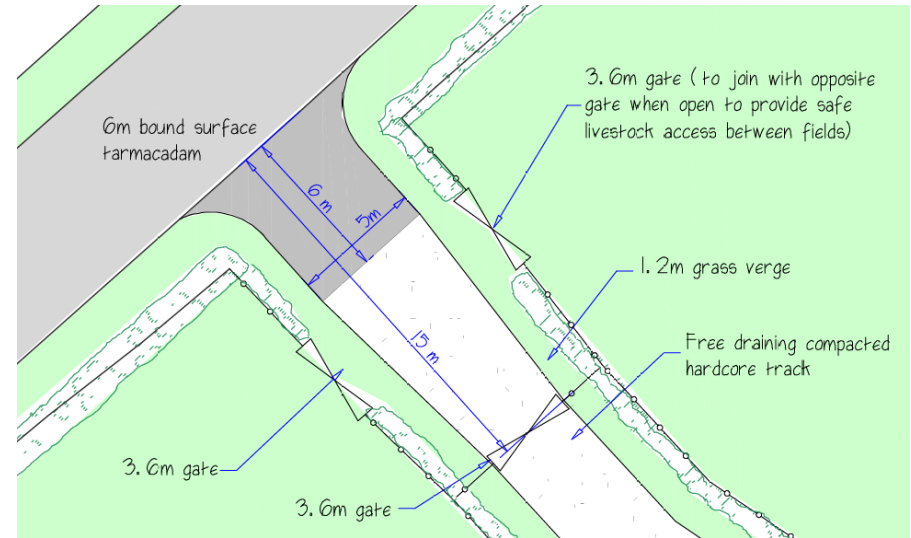 3. 6m gate ( to join with opposite
gate when open to provide safe
livestock access between fields)
6m bound surface
tarmacadam
6 m
5m
1. 2m grass verge
15 m
Free draining compacted
hardcore track
3. 6m gate
3. 6m gate